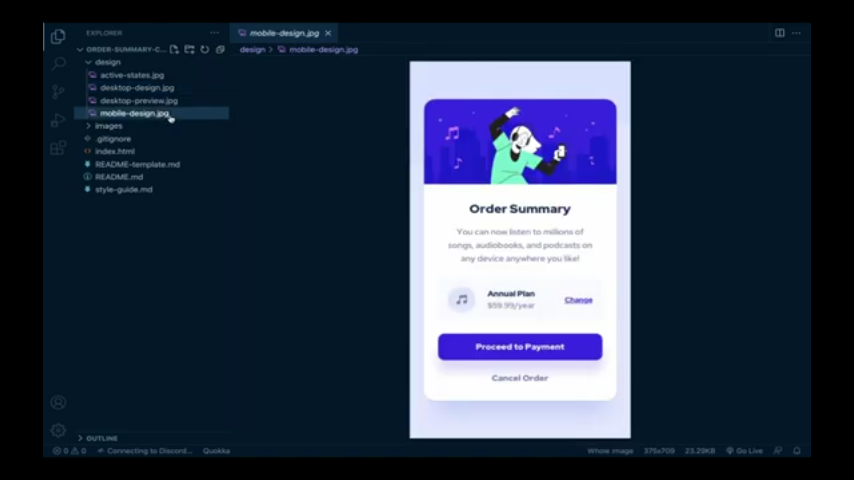 EXPLORER
mobile-design.jpg
ORDER-SUMMARY-C...
design > mobile-design.jpg
design
active-states.jpg
desktop-design.jpg
desktop-preview.jpg
mobile-design.jpg
images
.gitignore
index.html
README-template.md
README.md
style-guide.md
Order Summary
You can now listen to millions of
songs, audiobooks, and podcasts on
any device anywhere you like!
Annual Plan
$59.99/year
Change
Proceed to Payment
Cancel Order
OUTLINE
0 0 Connecting to Discord... Quokka
Whole image 375x709 23.29KB Go Live